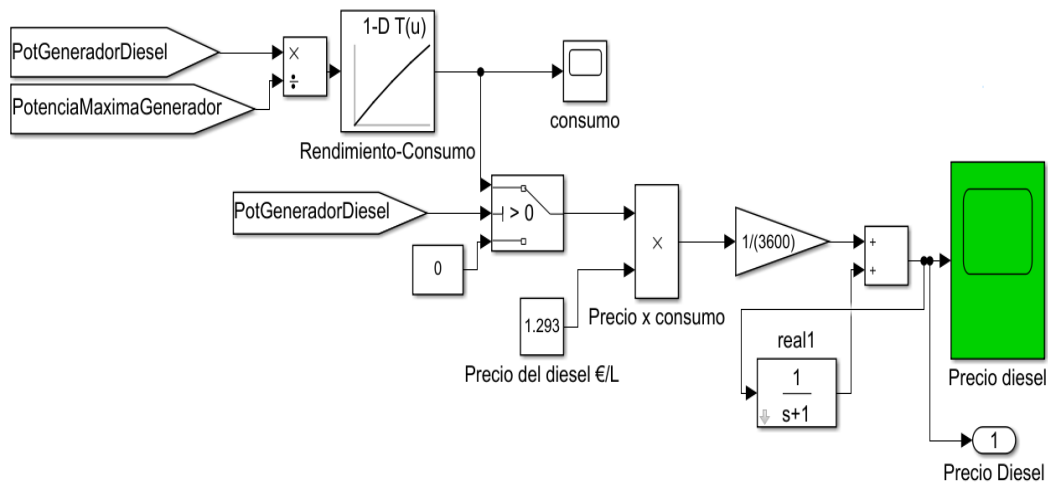 1-D T(u)
PotGeneradorDiesel
×
÷
PotenciaMaximaGenerador
consumo
Rendimiento-Consumo
PotGeneradorDiesel
> 0
0
×
1/(3600)
+
+
1.293
Precio x consumo
Precio del diesel €/L
real1
1
s+1
Precio diesel
1
Precio Diesel